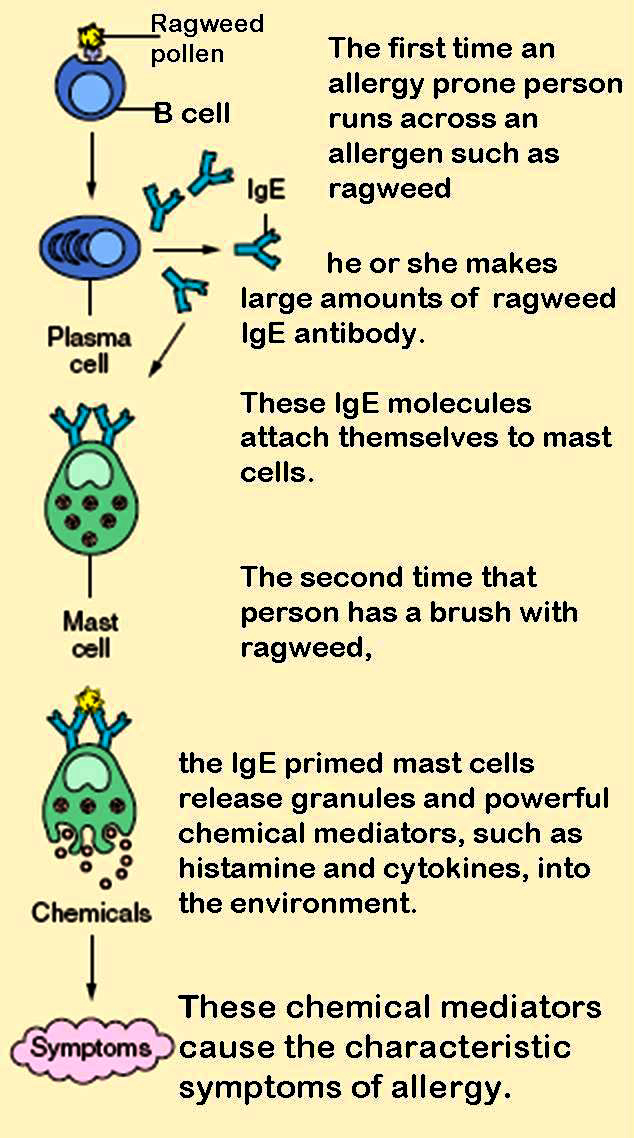 Ragweed
pollen
The first time an
allergy prone person
runs across an
allergen such as
ragweed
B cell
IgE
he or she makes
large amounts of ragweed
IgE antibody.
Plasma
cell
These IgE molecules
attach themselves to mast
cells.
The second time that
person has a brush with
ragweed,
Mast
cell
the IgE primed mast cells
release granules and powerful
chemical mediators, such as
histamine and cytokines, into
the environment.
Chemicals
These chemical mediators
cause the characteristic
symptoms of allergy.
Symptoms